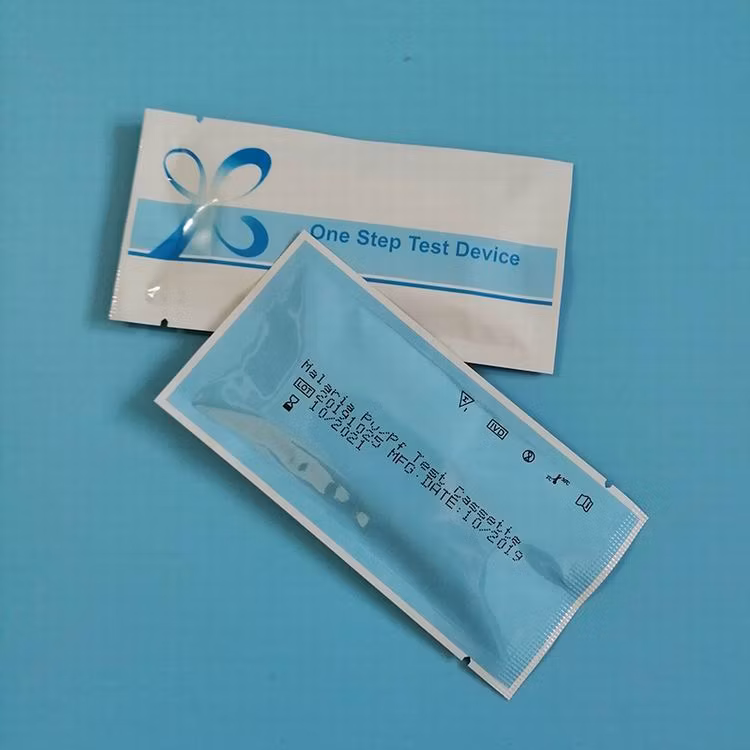 One Step Test Device
Malaria Pv/Pf Test Cassette
LOT 20191025 MFG.DATE:10/2019
10/2021
IVD